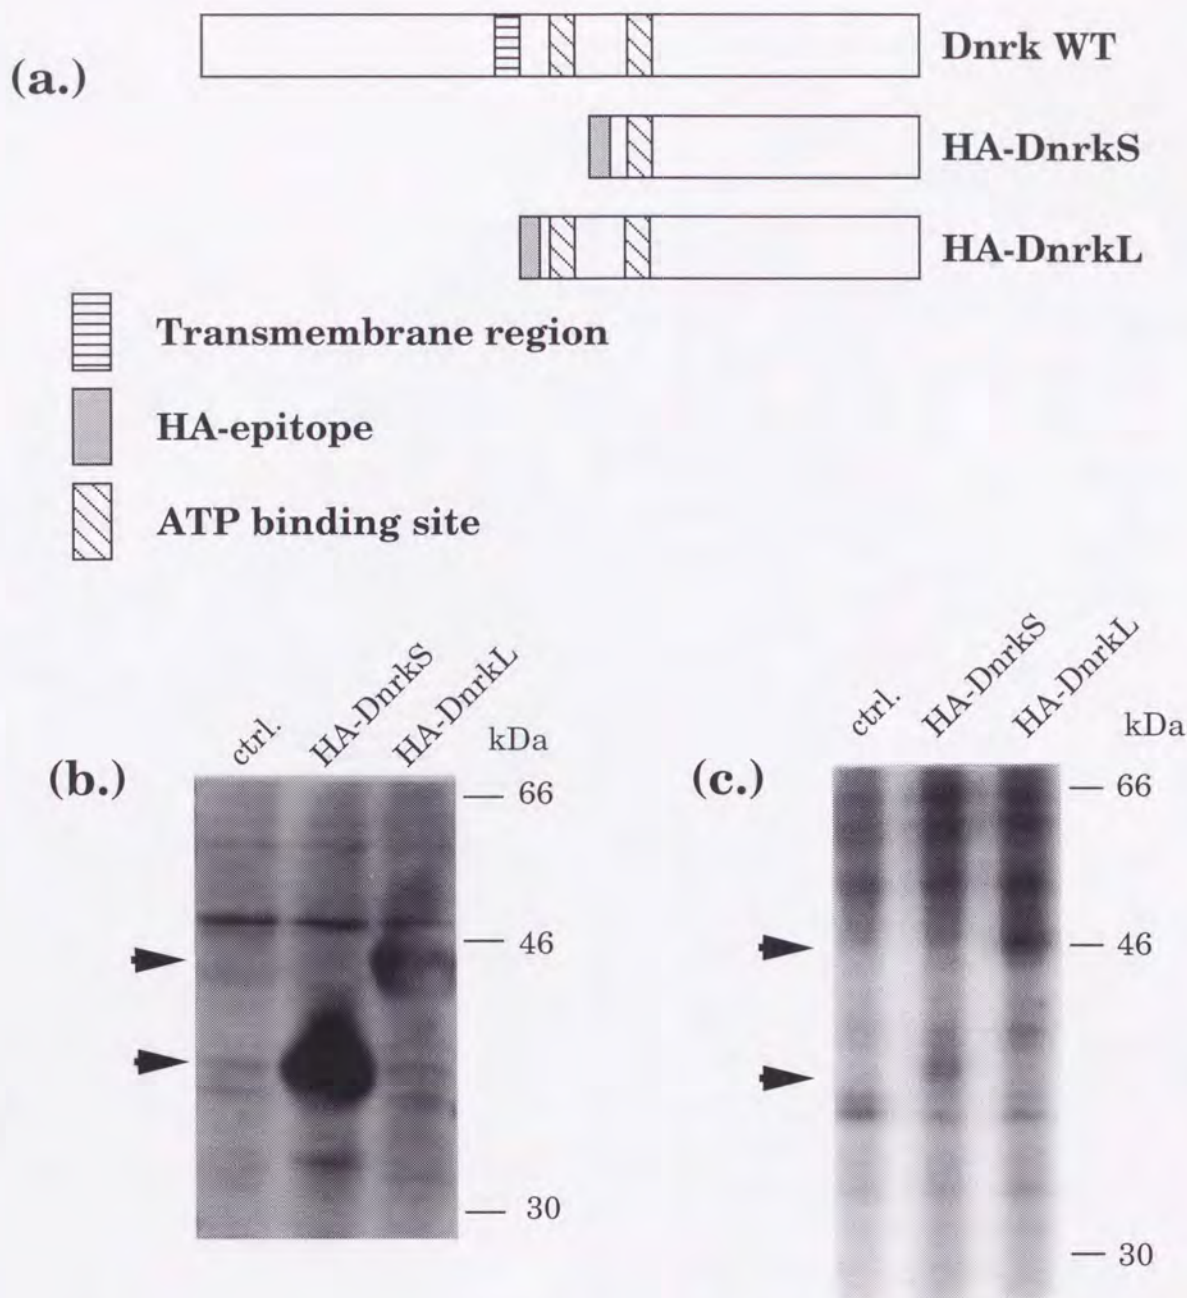 (a.)
Dnrk WT
HA-DnrkS
HA-DnrkL
Transmembrane region
HA-epitope
ATP binding site
(b.)
ctrl.
HA-DnrkS
HA-DnrkL
kDa
66
46
30
(c.)
ctrl.
HA-DnrkS
HA-DnrkL
kDa
66
46
30